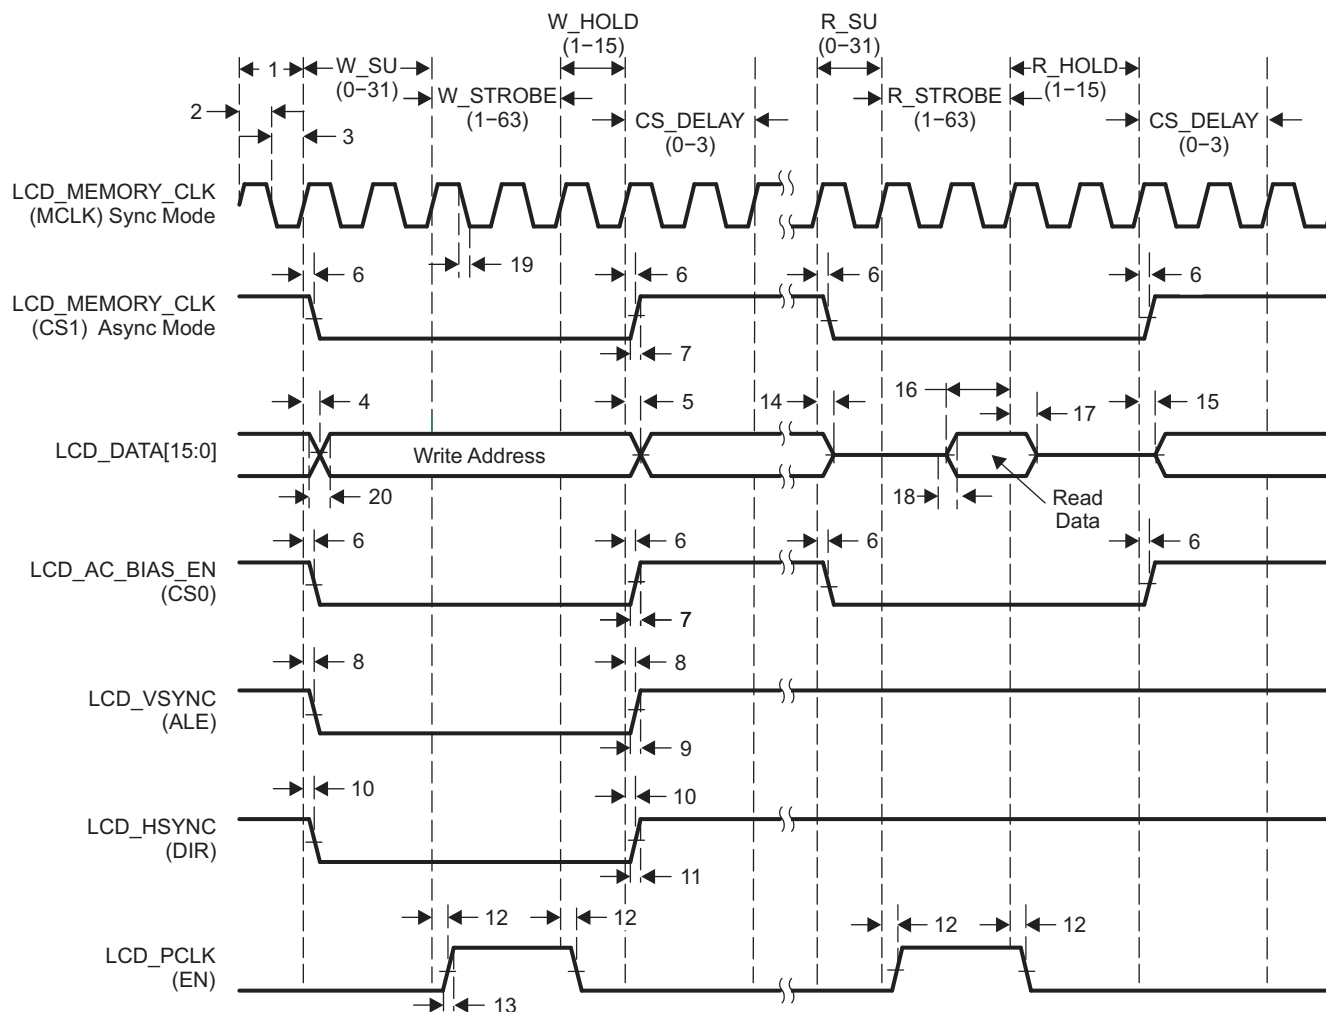 W_HOLD
(1−15)
R_SU
(0−31)
1
W_SU
(0−31)
R_HOLD
(1−15)
2
W_STROBE
(1−63)
R_STROBE
(1−63)
3
CS_DELAY
(0−3)
CS_DELAY
(0−3)
LCD_MEMORY_CLK
(MCLK) Sync Mode
19
6 6 6 6
LCD_MEMORY_CLK
(CS1) Async Mode
7
4 5 14 16 17 15
LCD_DATA[15:0]
Write Address
20 18
Read
Data
6 6 6 6
LCD_AC_BIAS_EN
(CS0)
7
8 8
LCD_VSYNC
(ALE)
9
10 10
LCD_HSYNC
(DIR)
11
12 12 12 12
LCD_PCLK
(EN)
13